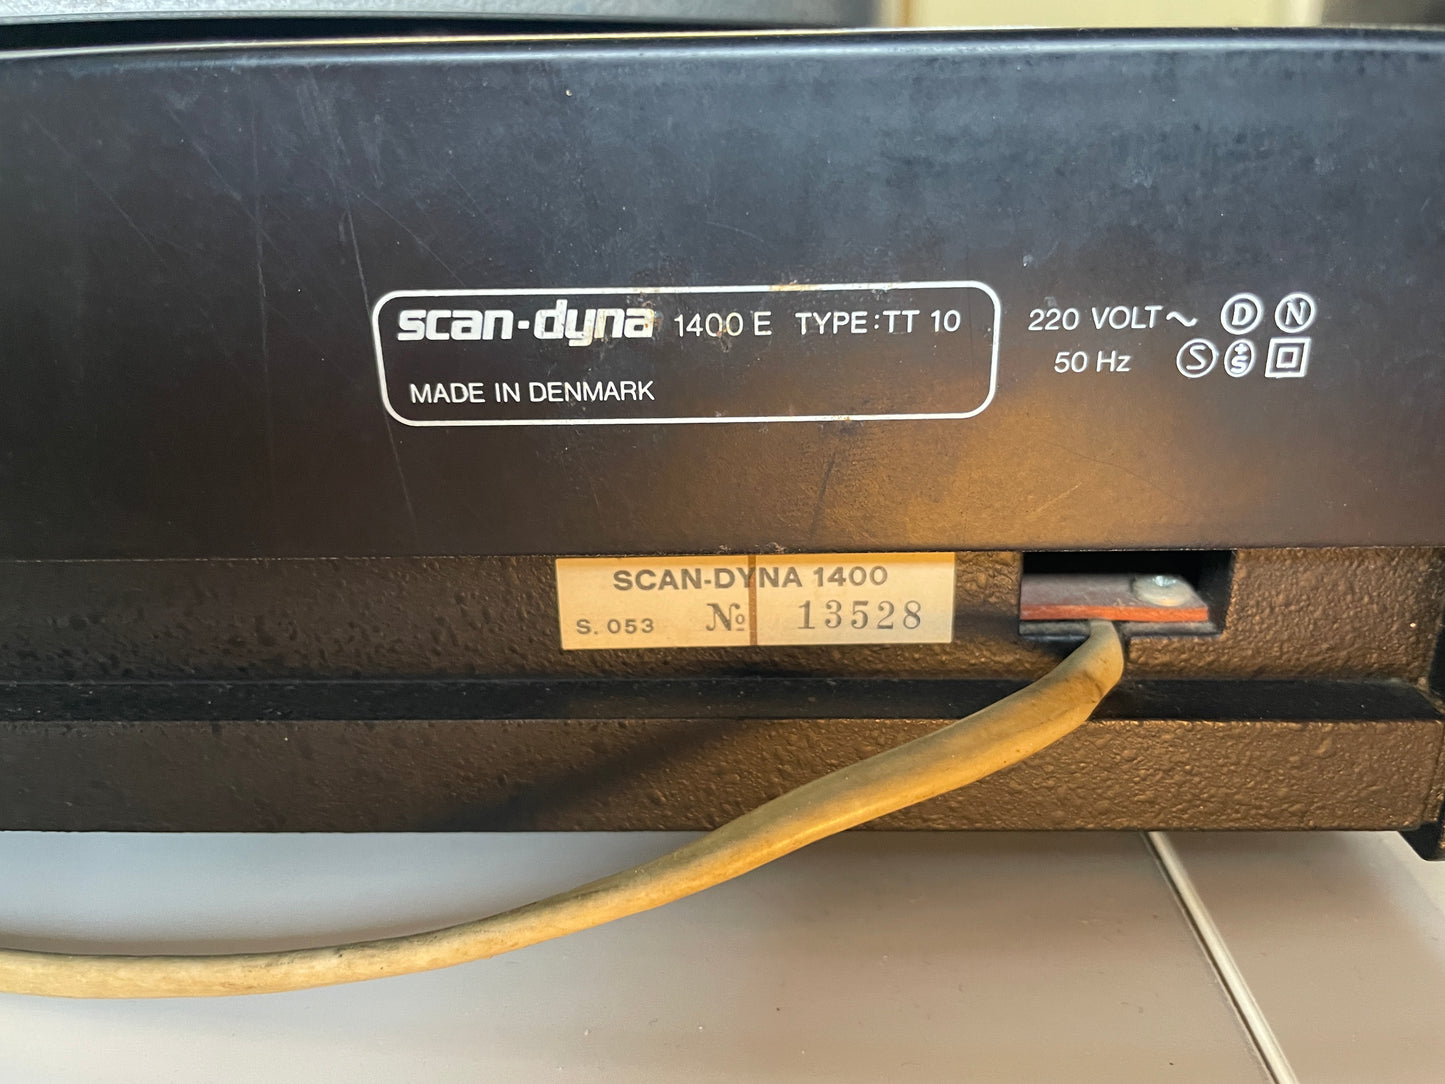 scan-dyna 1400 E TYPE: TT 10
MADE IN DENMARK
220 VOLT~ D N
50 Hz S +S
SCAN-DYNA 1400
S. 053 № 13528